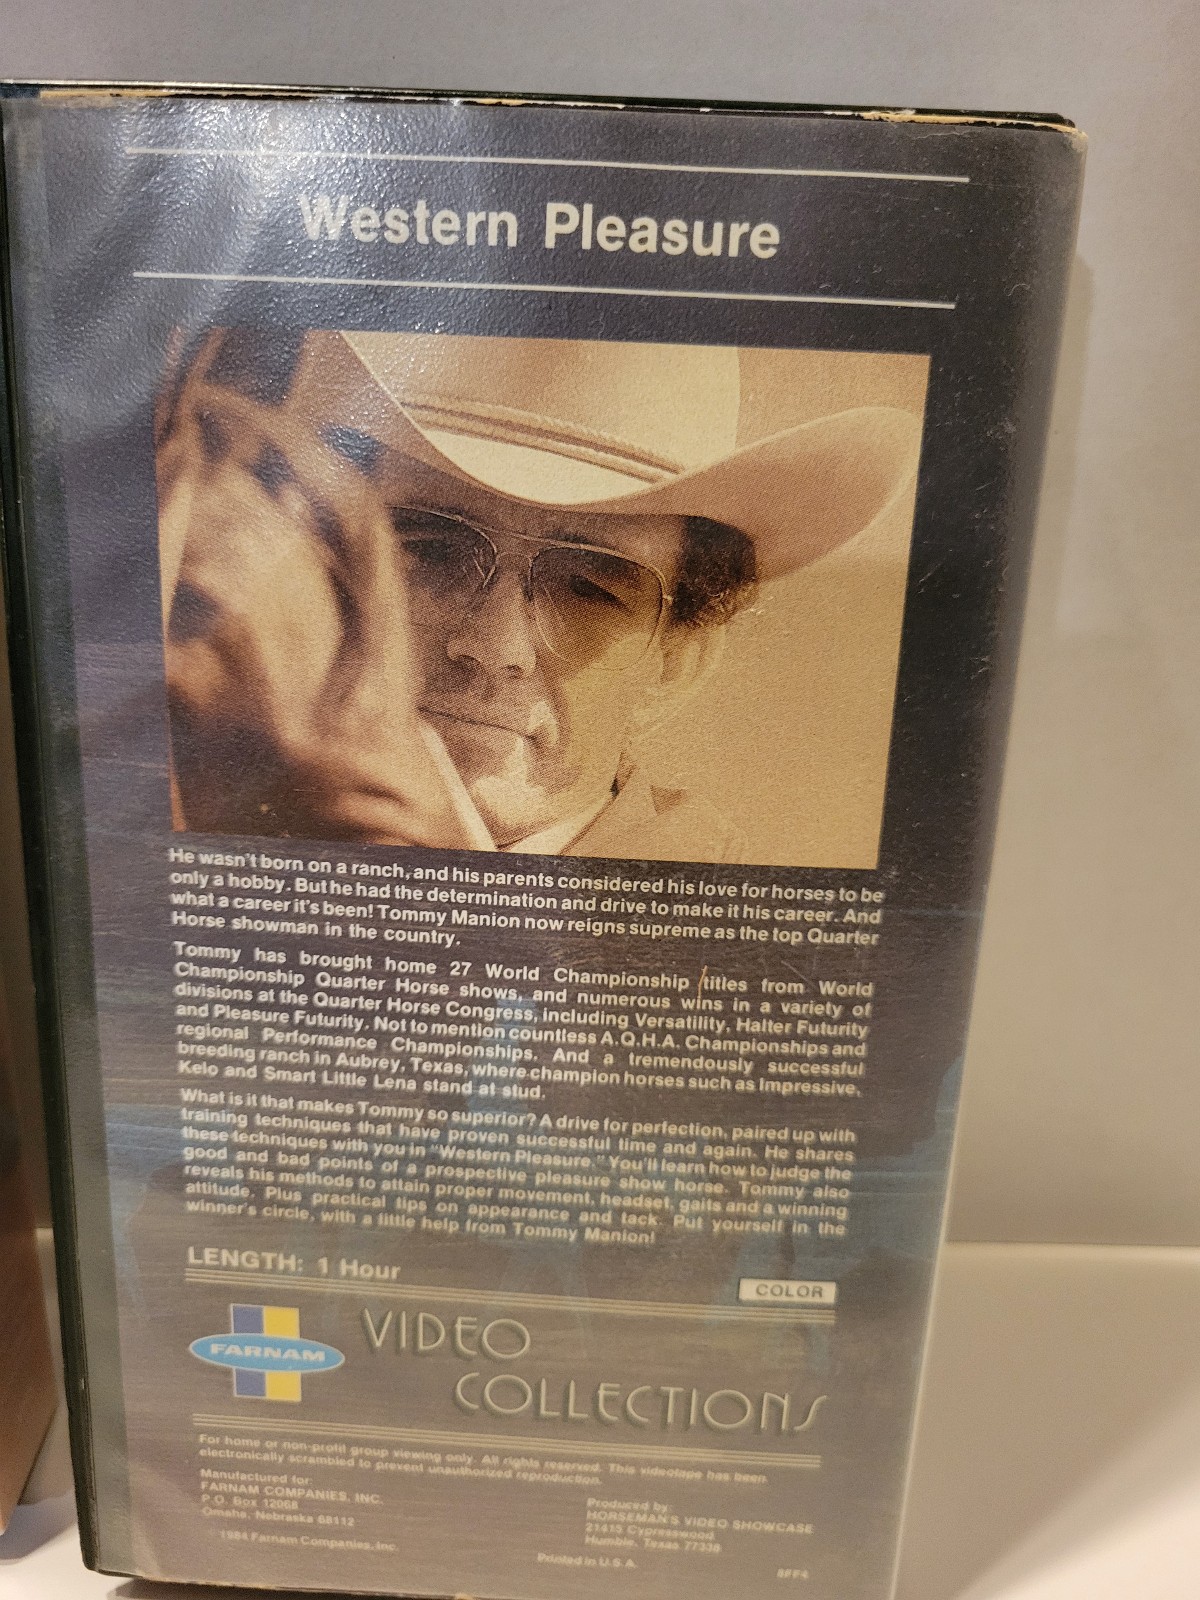 Western Pleasure
He wasn't born on a ranch, and his parents considered his love for horses to be
only a hobby. But he had the determination and drive to make it his career. And
what a career it's been! Tommy Manion now reigns supreme as the top Quarter
Horse showman in the country.
Tommy has brought home 27 World Championship titles from World
Championship Quarter Horse shows, and numerous wins in a variety of
divisions at the Quarter Horse Congress, including Versatility, Halter Futurity
and Pleasure Futurity. Not to mention countless A.Q.H.A. Championships and
regional Performance Championships. And a tremendously successful
breeding ranch in Aubrey, Texas, where champion horses such as Impressive,
Kelo and Smart Little Lena stand at stud.
What is it that makes Tommy so superior? A drive for perfection, paired up with
training techniques that have proven successful time and again. He shares
these techniques with you in "Western Pleasure." You'll learn how to judge the
good and bad points of a prospective pleasure show horse. Tommy also
reveals his methods to attain proper movement, headset, gaits and a winning
attitude. Plus practical tips on appearance and tack. Put yourself in the
winner's circle, with a little help from Tommy Manion!
LENGTH: 1 Hour
COLOR
FARNAM
VIDEO
COLLECTIONS
For home or non-profit group viewing only. All rights reserved. This videotape has been
electronically scrambled to prevent unauthorized reproduction.
Manufactured for:
FARNAM COMPANIES, INC.
P.O. Box 12068
Omaha, Nebraska 68112
1984 Farnam Companies, Inc.
Produced by:
HORSEMAN'S VIDEO SHOWCASE
21415 Cypresswood
Humble, Texas 77338
Printed in U.S.A.
8FF4